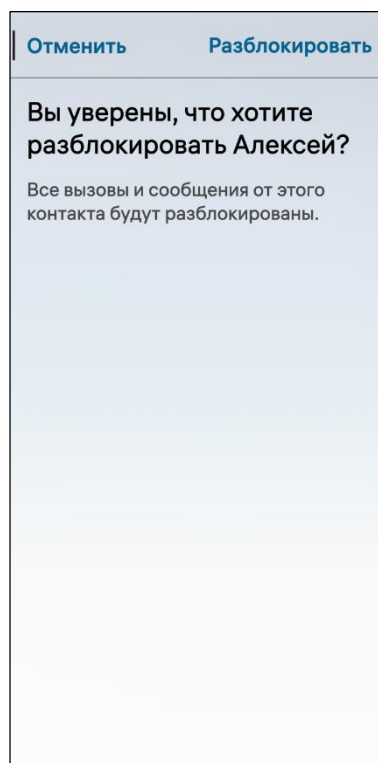 Отменить Разблокировать
Вы уверены, что хотите
разблокировать Алексей?
Все вызовы и сообщения от этого
контакта будут разблокированы.